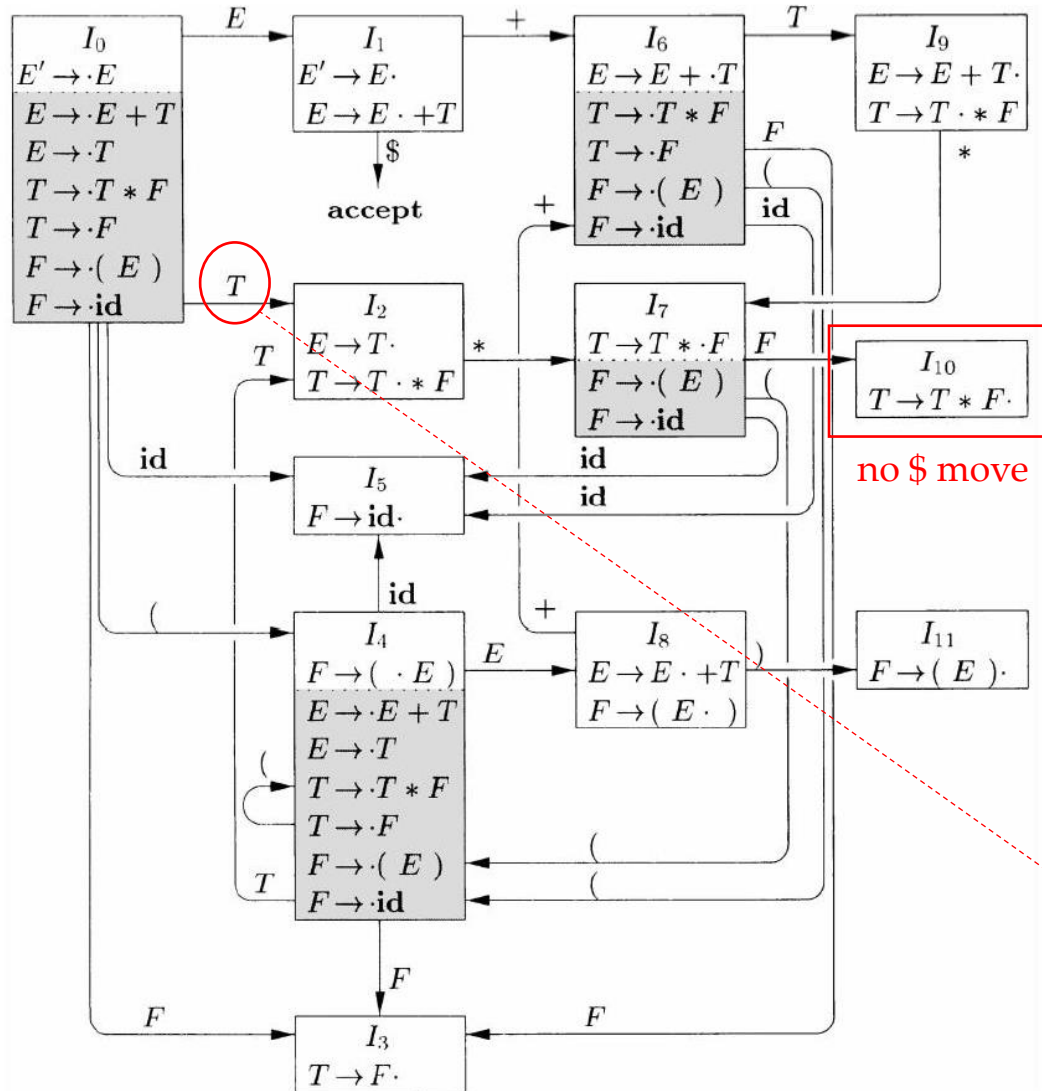 I₀
E' → ·E
E → ·E + T
E → ·T
T → ·T * F
T → ·F
F → ·( E )
F → ·id
E
I₁
E' → E·
E → E · +T
$
accept
+
I₆
E → E + ·T
T → ·T * F
T → ·F
F → ·( E )
F → ·id
T
I₉
E → E + T·
T → T · * F
*
F
(
id
+
T
I₂
E → T·
T → T · * F
T
*
I₇
T → T * ·F
F → ·( E )
F → ·id
F
(
I₁₀
T → T * F·
no $ move
id
I₅
F → id·
id
id
id
(
I₄
F → ( · E )
E → ·E + T
E → ·T
T → ·T * F
T → ·F
F → ·( E )
F → ·id
(
T
E
+
I₈
E → E · +T
F → ( E · )
)
I₁₁
F → ( E )·
(
(
F
F
I₃
T → F·
F